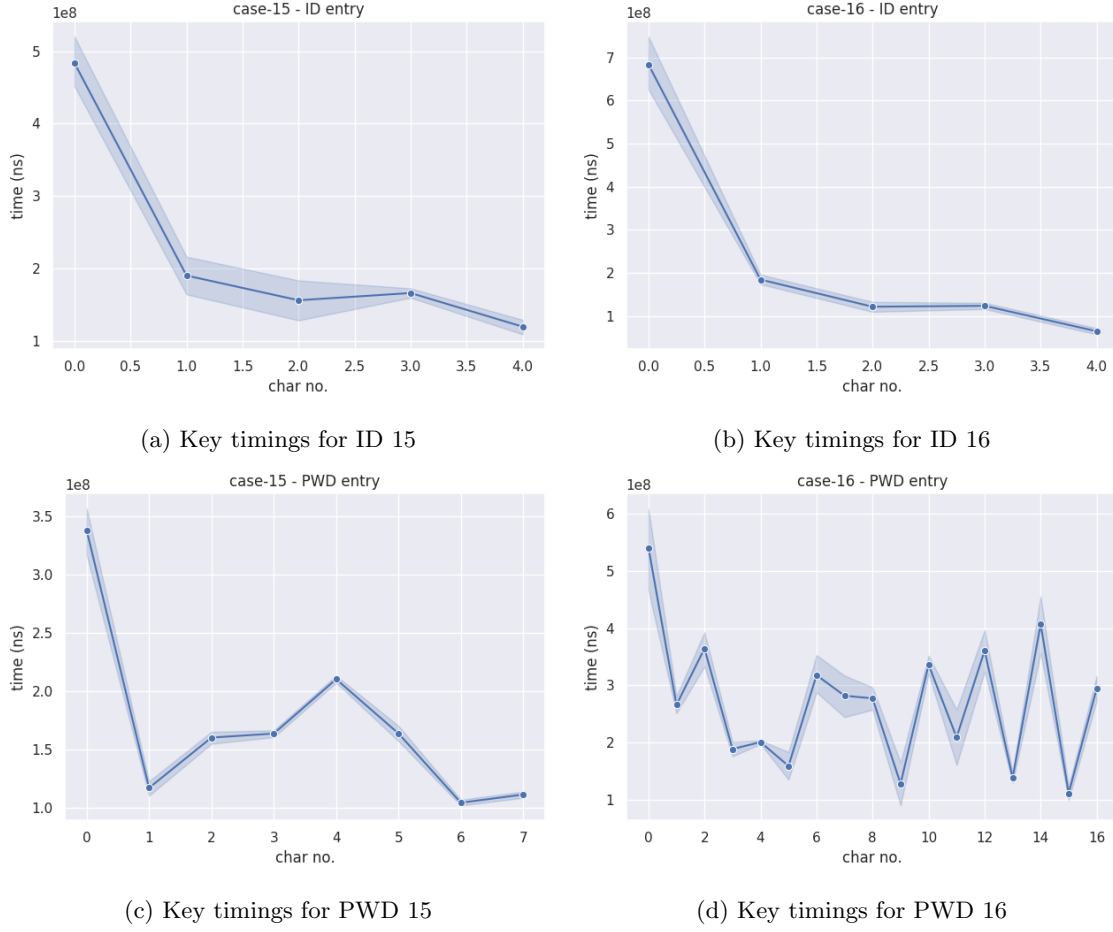 case-15 - ID entry
1e8
5
4
3
2
1
time (ns)
0.0 0.5 1.0 1.5 2.0 2.5 3.0 3.5 4.0
char no.
(a) Key timings for ID 15
case-16 - ID entry
1e8
7
6
5
4
3
2
1
time (ns)
0.0 0.5 1.0 1.5 2.0 2.5 3.0 3.5 4.0
char no.
(b) Key timings for ID 16
case-15 - PWD entry
1e8
3.5
3.0
2.5
2.0
1.5
1.0
time (ns)
0 1 2 3 4 5 6 7
char no.
(c) Key timings for PWD 15
case-16 - PWD entry
1e8
6
5
4
3
2
1
time (ns)
0 2 4 6 8 10 12 14 16
char no.
(d) Key timings for PWD 16